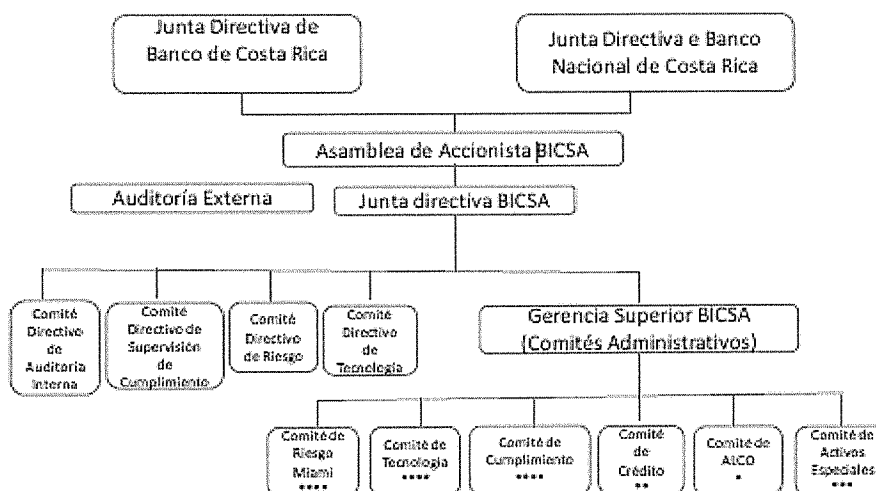 Junta Directiva de
Banco de Costa Rica
Junta Directiva e Banco
Nacional de Costa Rica
Asamblea de Accionista BICSA
Auditoría Externa
Junta directiva BICSA
Comité
Directivo
de
Auditoria
Interna
Comité
Directivo de
Supervisión
de
Cumplimiento
Comité
Directivo
de Riesgo
Comité
Directivo
de
Tecnología
Gerencia Superior BICSA
(Comités Administrativos)
Comité de
Riesgo
Miami
****
Comité de
Tecnología
****
Comité de
Cumplimiento
****
Comité
de
Crédito
**
Comité de
ALCO
*
Comité de
Activos
Especiales
***